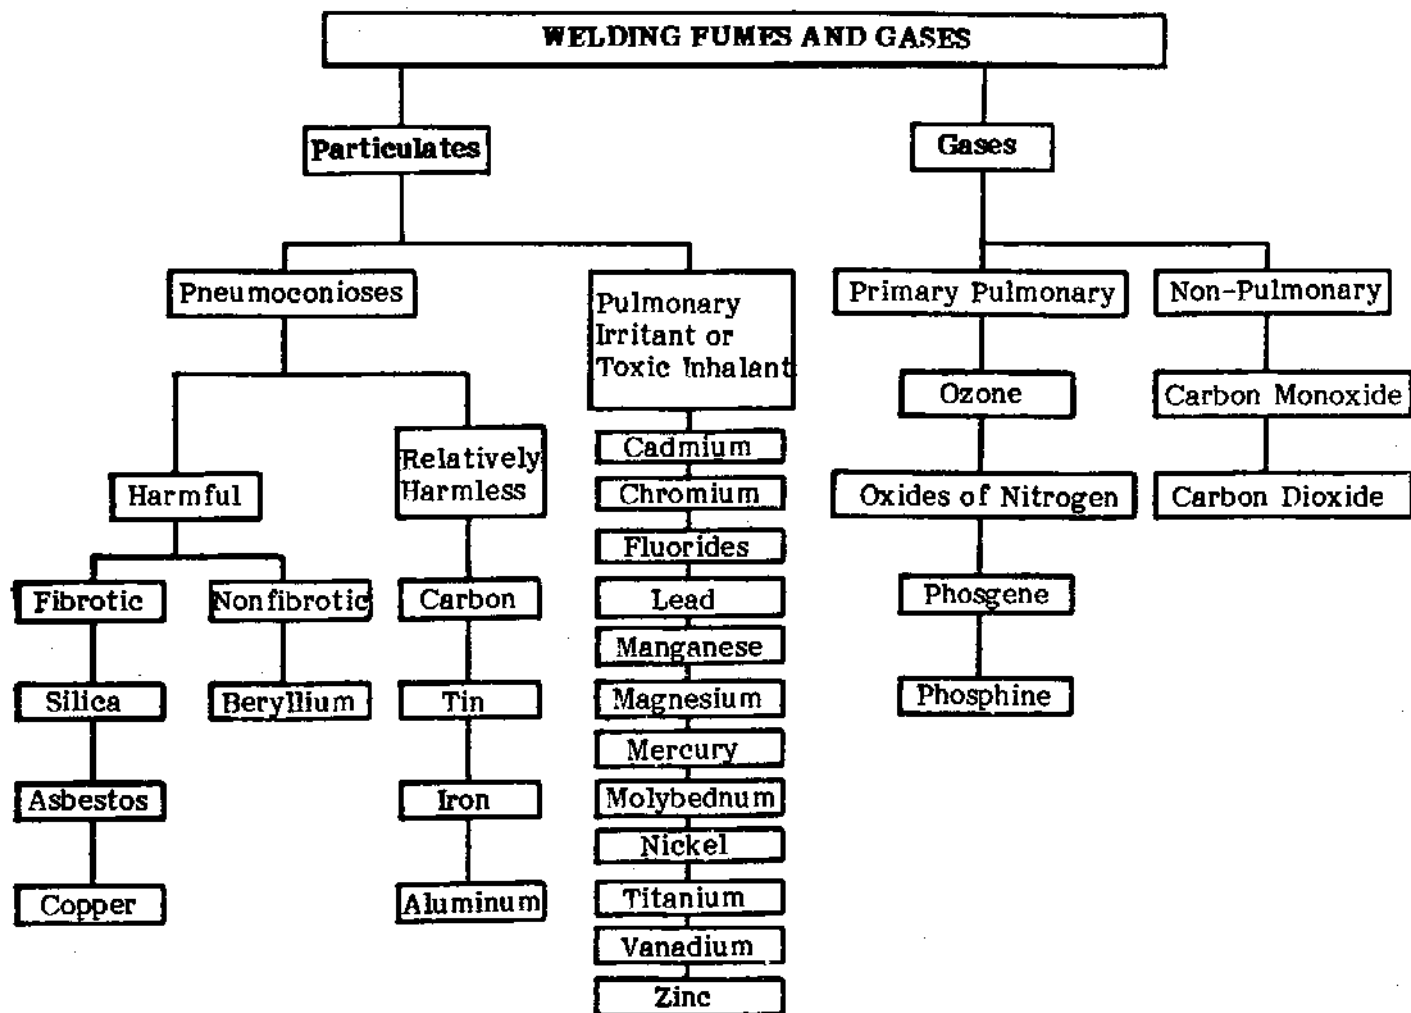 WELDING FUMES AND GASES
Particulates
Gases
Pneumoconioses
Pulmonary
Irritant or
Toxic Inhalant
Primary Pulmonary
Non-Pulmonary
Harmful
Relatively
Harmless
Fibrotic
Nonfibrotic
Silica
Asbestos
Copper
Beryllium
Carbon
Tin
Iron
Aluminum
Cadmium
Chromium
Fluorides
Lead
Manganese
Magnesium
Mercury
Molybednum
Nickel
Titanium
Vanadium
Zinc
Ozone
Oxides of Nitrogen
Phosgene
Phosphine
Carbon Monoxide
Carbon Dioxide